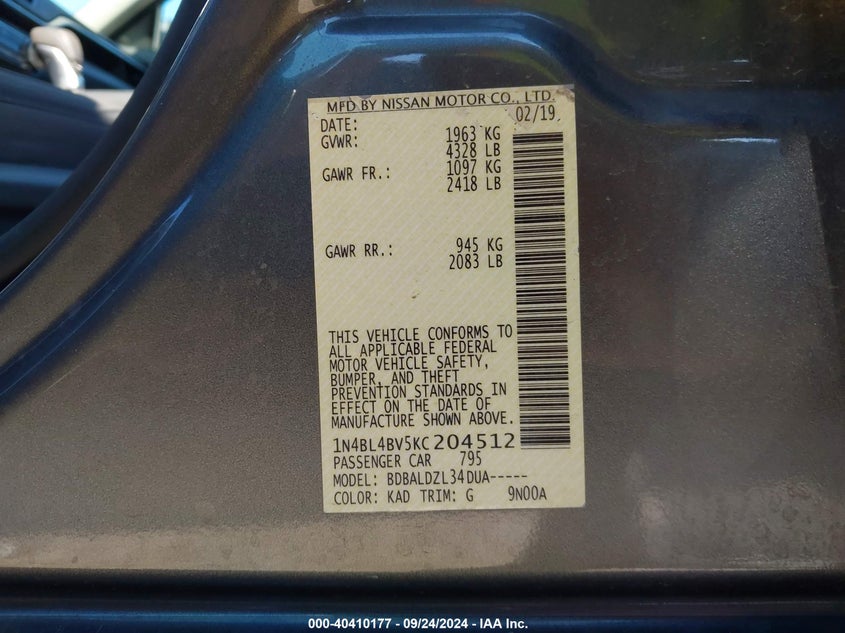 MFD BY NISSAN MOTOR CO., LTD.
DATE: 02/19
GVWR: 1963 KG
4328 LB
GAWR FR.: 1097 KG
2418 LB
GAWR RR.: 945 KG
2083 LB
THIS VEHICLE CONFORMS TO
ALL APPLICABLE FEDERAL
MOTOR VEHICLE SAFETY,
BUMPER, AND THEFT
PREVENTION STANDARDS IN
EFFECT ON THE DATE OF
MANUFACTURE SHOWN ABOVE.
1N4BL4BV5KC204512
PASSENGER CAR 795
MODEL: BDBALDZL34DUA-----
COLOR: KAD TRIM: G 9N00A
000-40410177 - 09/24/2024 - IAA Inc.